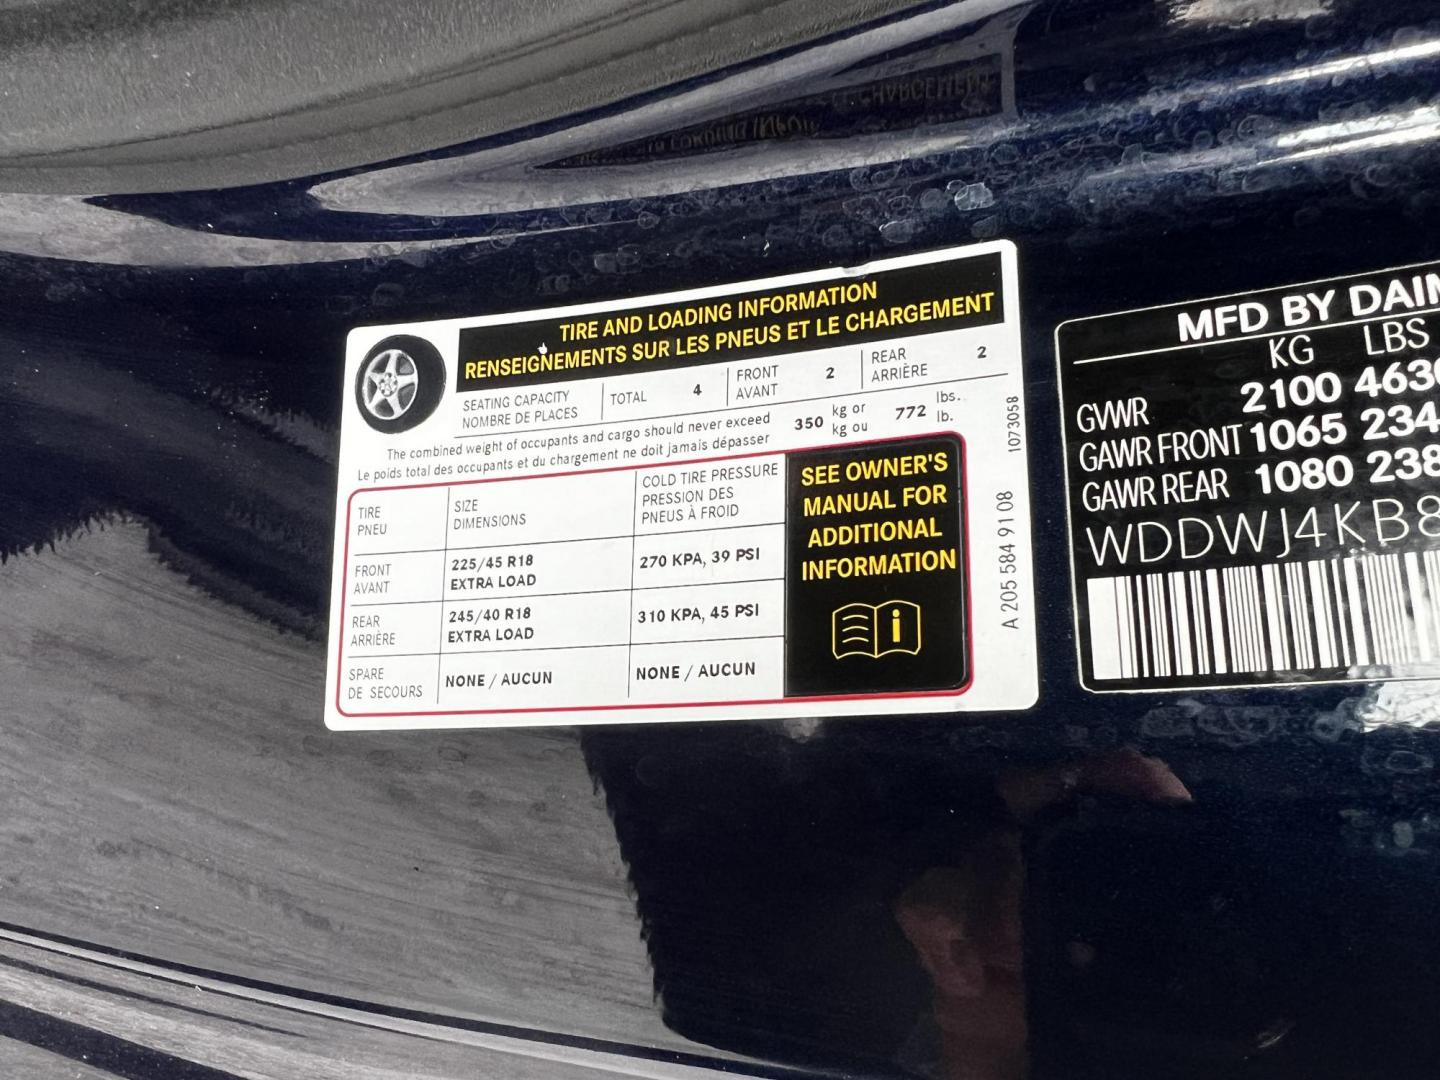 TIRE AND LOADING INFORMATION
RENSEIGNEMENTS SUR LES PNEUS ET LE CHARGEMENT
SEATING CAPACITY
NOMBRE DE PLACES
TOTAL 4
FRONT
AVANT
2
REAR
ARRIÈRE
2
The combined weight of occupants and cargo should never exceed
Le poids total des occupants et du chargement ne doit jamais dépasser
350
kg or
kg ou
772
lbs.
lb.
TIRE
PNEU
SIZE
DIMENSIONS
COLD TIRE PRESSURE
PRESSION DES
PNEUS À FROID
FRONT
AVANT
225/45 R18
EXTRA LOAD
270 KPA, 39 PSI
REAR
ARRIÈRE
245/40 R18
EXTRA LOAD
310 KPA, 45 PSI
SPARE
DE SECOURS
NONE / AUCUN
NONE / AUCUN
SEE OWNER'S
MANUAL FOR
ADDITIONAL
INFORMATION
1073058
A 205 584 91 08
MFD BY
KG LBS
GVWR 2100
GAWR FRONT 1065
GAWR REAR 1080
WDDWJ4KB8